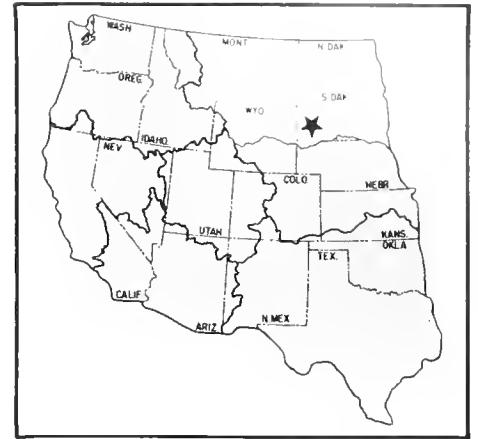 WASH
MONT
N. DAK
OREG.
S. DAK
WYO
IDAHO
NEV.
COLO.
NEBR
UTAH
KANS.
OKLA
TEX.
CALIF.
ARIZ
N.MEX